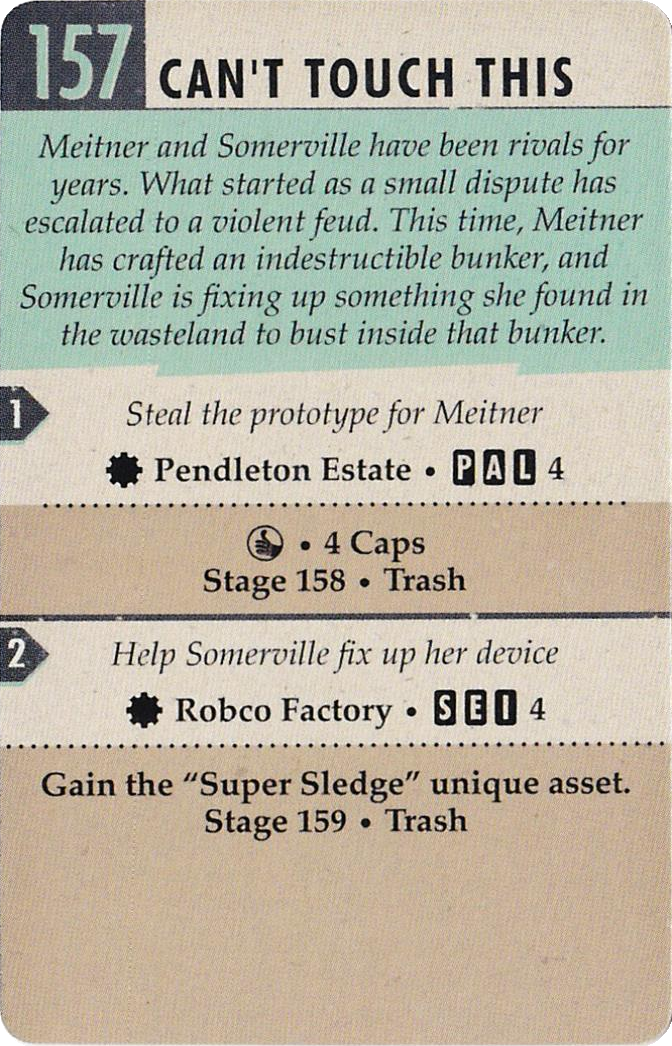 157
CAN'T TOUCH THIS
Meitner and Somerville have been rivals for
years. What started as a small dispute has
escalated to a violent feud. This time, Meitner
has crafted an indestructible bunker, and
Somerville is fixing up something she found in
the wasteland to bust inside that bunker.
1
Steal the prototype for Meitner
Pendleton Estate • P A L 4
• 4 Caps
Stage 158 • Trash
2
Help Somerville fix up her device
Robco Factory • S E I 4
Gain the “Super Sledge” unique asset.
Stage 159 • Trash